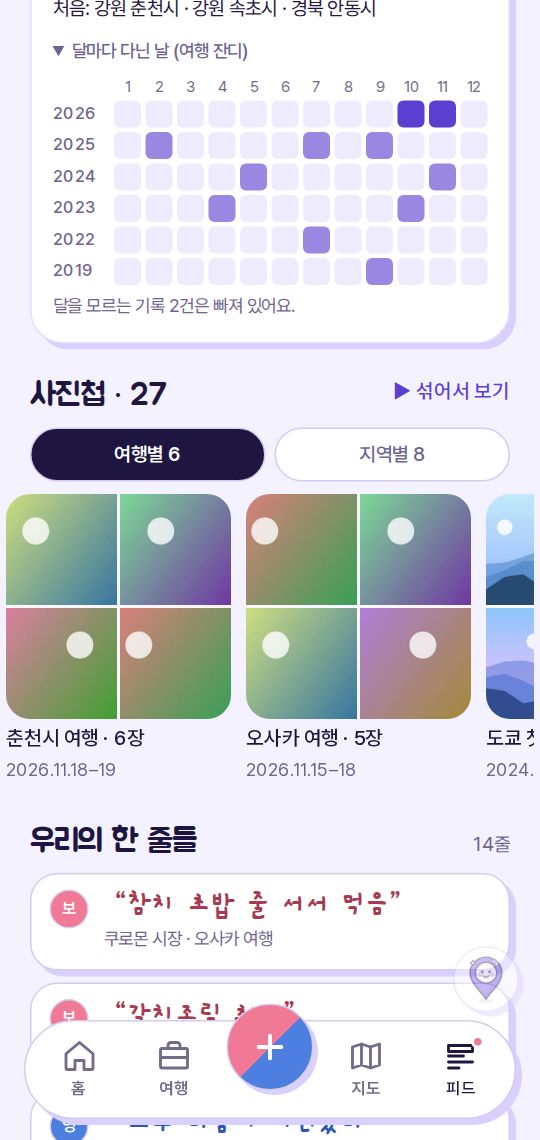 처음: 강원 춘천시 · 강원 속초시 · 경북 안동시
▼ 달마다 다닌 날 (여행 잔디)
1 2 3 4 5 6 7 8 9 10 11 12
2026
2025
2024
2023
2022
2019
달을 모르는 기록 2건은 빠져 있어요.
사진첩 · 27
▶ 섞어서 보기
여행별 6
지역별 8
춘천시 여행 · 6장
오사카 여행 · 5장
도쿄
2026.11.18–19
2026.11.15–18
2024.
우리의 한 줄들
14줄
보
“참치 초밥 줄 서서 먹음”
쿠로몬 시장 · 오사카 여행
보
“갈치조림
홈
여행
+
지도
피드